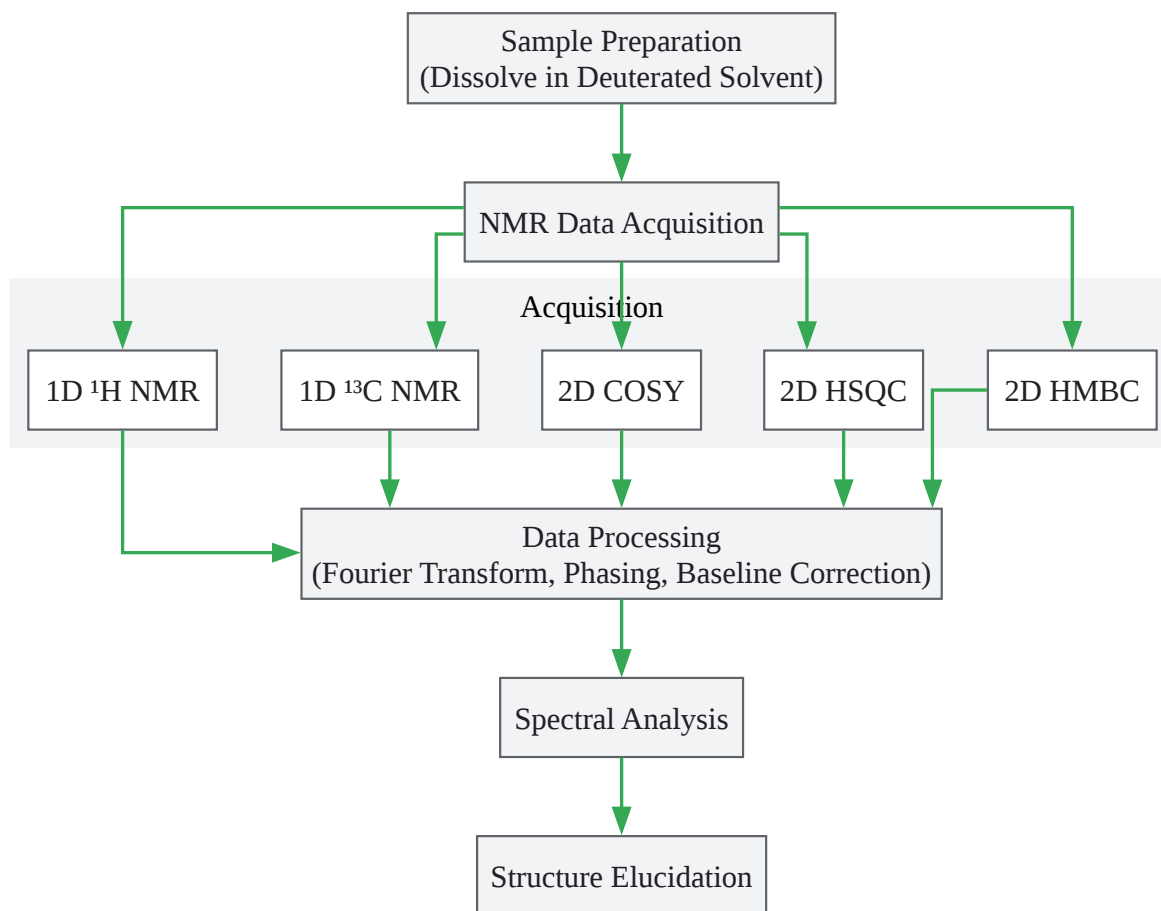 Sample Preparation
(Dissolve in Deuterated Solvent)
NMR Data Acquisition
Acquisition
1D ¹H NMR
1D ¹³C NMR
2D COSY
2D HSQC
2D HMBC
Data Processing
(Fourier Transform, Phasing, Baseline Correction)
Spectral Analysis
Structure Elucidation